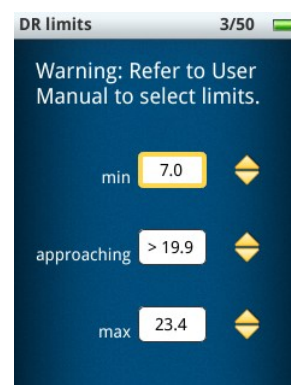 DR limits 3/50
Warning: Refer to User
Manual to select limits.
min 7.0
approaching > 19.9
max 23.4